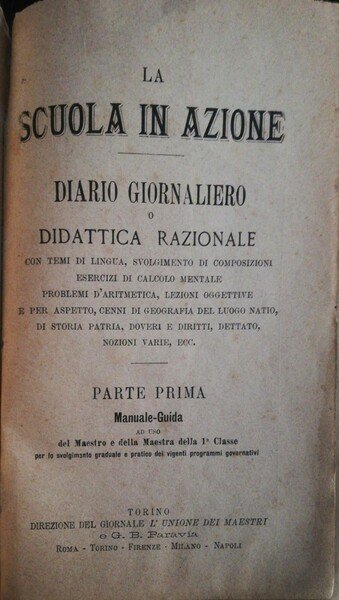 LA
SCUOLA IN AZIONE
DIARIO GIORNALIERO
O
DIDATTICA RAZIONALE
CON TEMI DI LINGUA, SVOLGIMENTO DI COMPOSIZIONI
ESERCIZI DI CALCOLO MENTALE
PROBLEMI D'ARITMETICA, LEZIONI OGGETTIVE
E PER ASPETTO, CENNI DI GEOGRAFIA DEL LUOGO NATIO,
DI STORIA PATRIA, DOVERI E DIRITTI, DETTATO,
NOZIONI VARIE, ECC.
PARTE PRIMA
Manuale-Guida
AD USO
del Maestro e della Maestra della 1ª Classe
per lo svolgimento graduale e pratico dei vigenti programmi governativi
TORINO
DIREZIONE DEL GIORNALE L'UNIONE DEI MAESTRI
e G. B. Paravia
ROMA - TORINO - FIRENZE - MILANO - NAPOLI